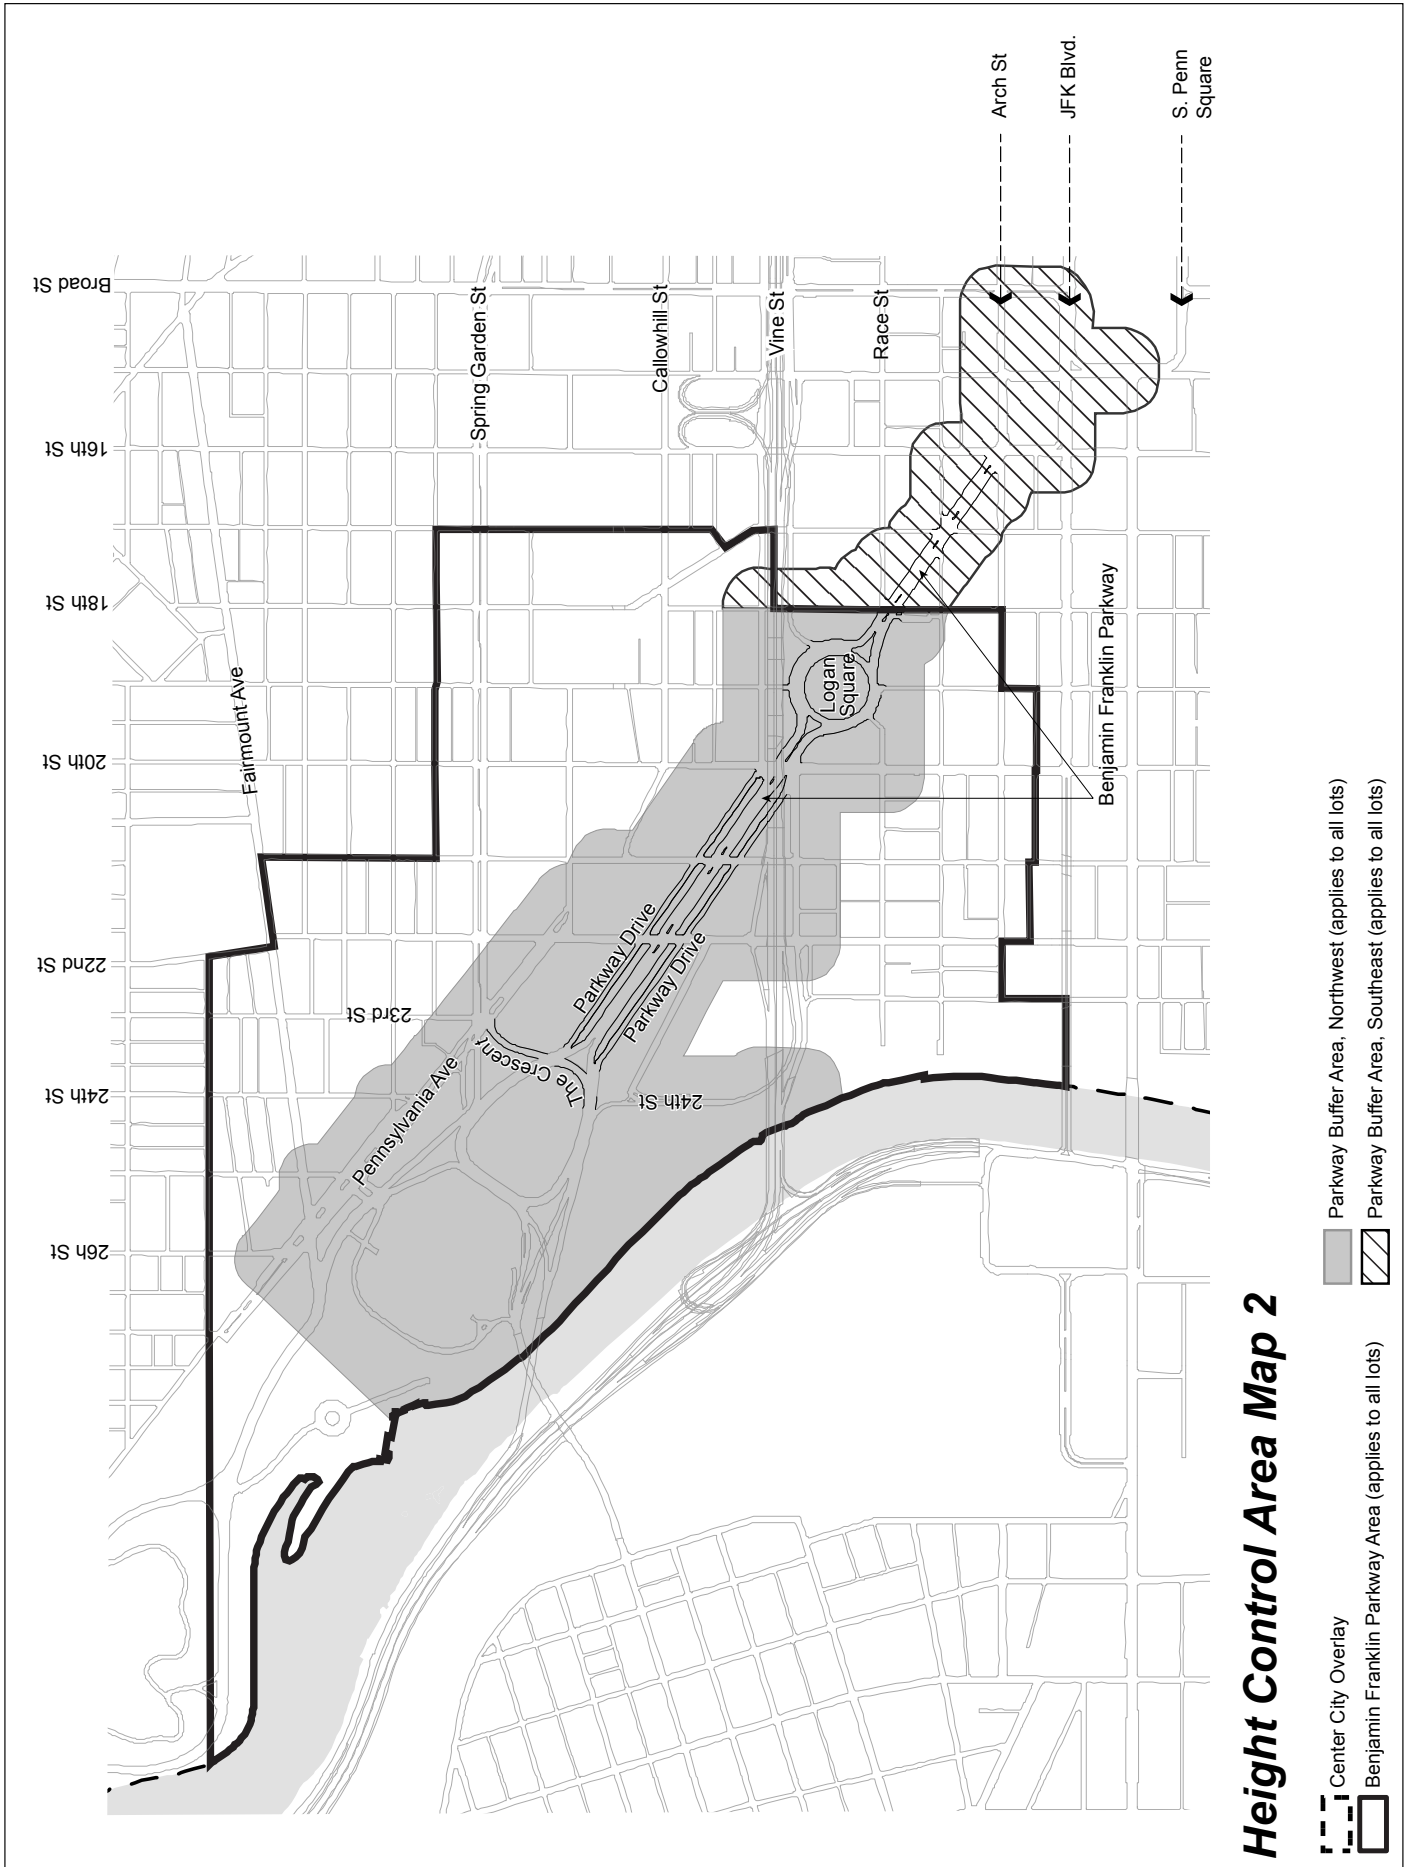 Broad St
16th St
18th St
20th St
22nd St
23rd St
24th St
26h St
Fairmount Ave
Spring Garden St
Callowhill St
Vine St
Race St
Arch St
JFK Blvd.
S. Penn
Square
Logan
Square
Benjamin Franklin Parkway
Parkway Drive
Parkway Drive
The Crescent
Pennsylvania Ave
24th St
Height Control Area Map 2
Center City Overlay
Benjamin Franklin Parkway Area (applies to all lots)
Parkway Buffer Area, Northwest (applies to all lots)
Parkway Buffer Area, Southeast (applies to all lots)